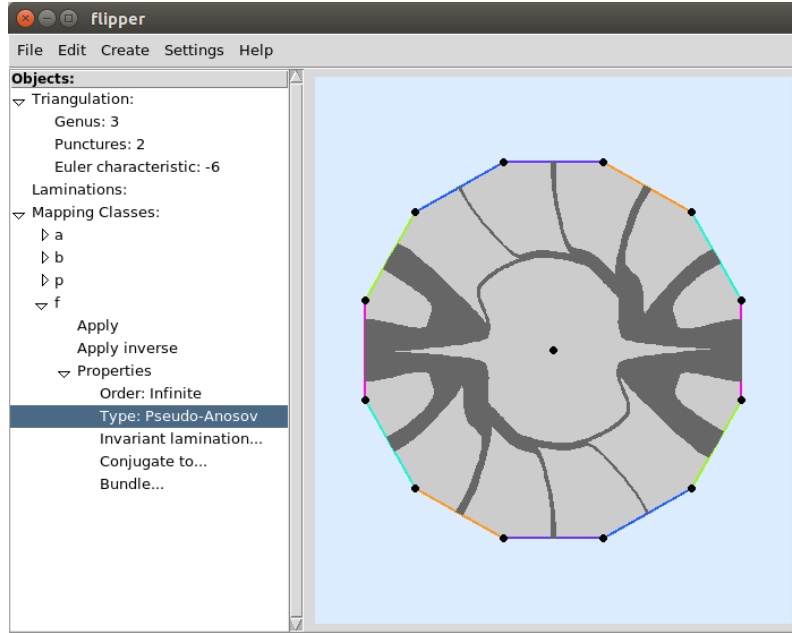 flipper
File Edit Create Settings Help
Objects:
Triangulation:
Genus: 3
Punctures: 2
Euler characteristic: -6
Laminations:
Mapping Classes:
a
b
p
f
Apply
Apply inverse
Properties
Order: Infinite
Type: Pseudo-Anosov
Invariant lamination...
Conjugate to...
Bundle...